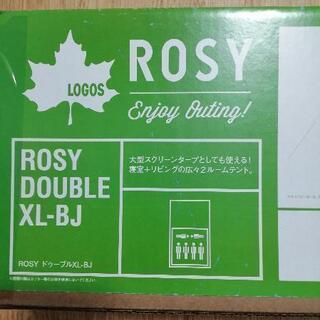 LOGOS
ROSY
Enjoy Outing!
ROSY
DOUBLE
XL-BJ
大型スクリーンタープとしても使える!
寝室+リビングの広々2ルームテント。
ROSY ドゥーブルXL-BJ